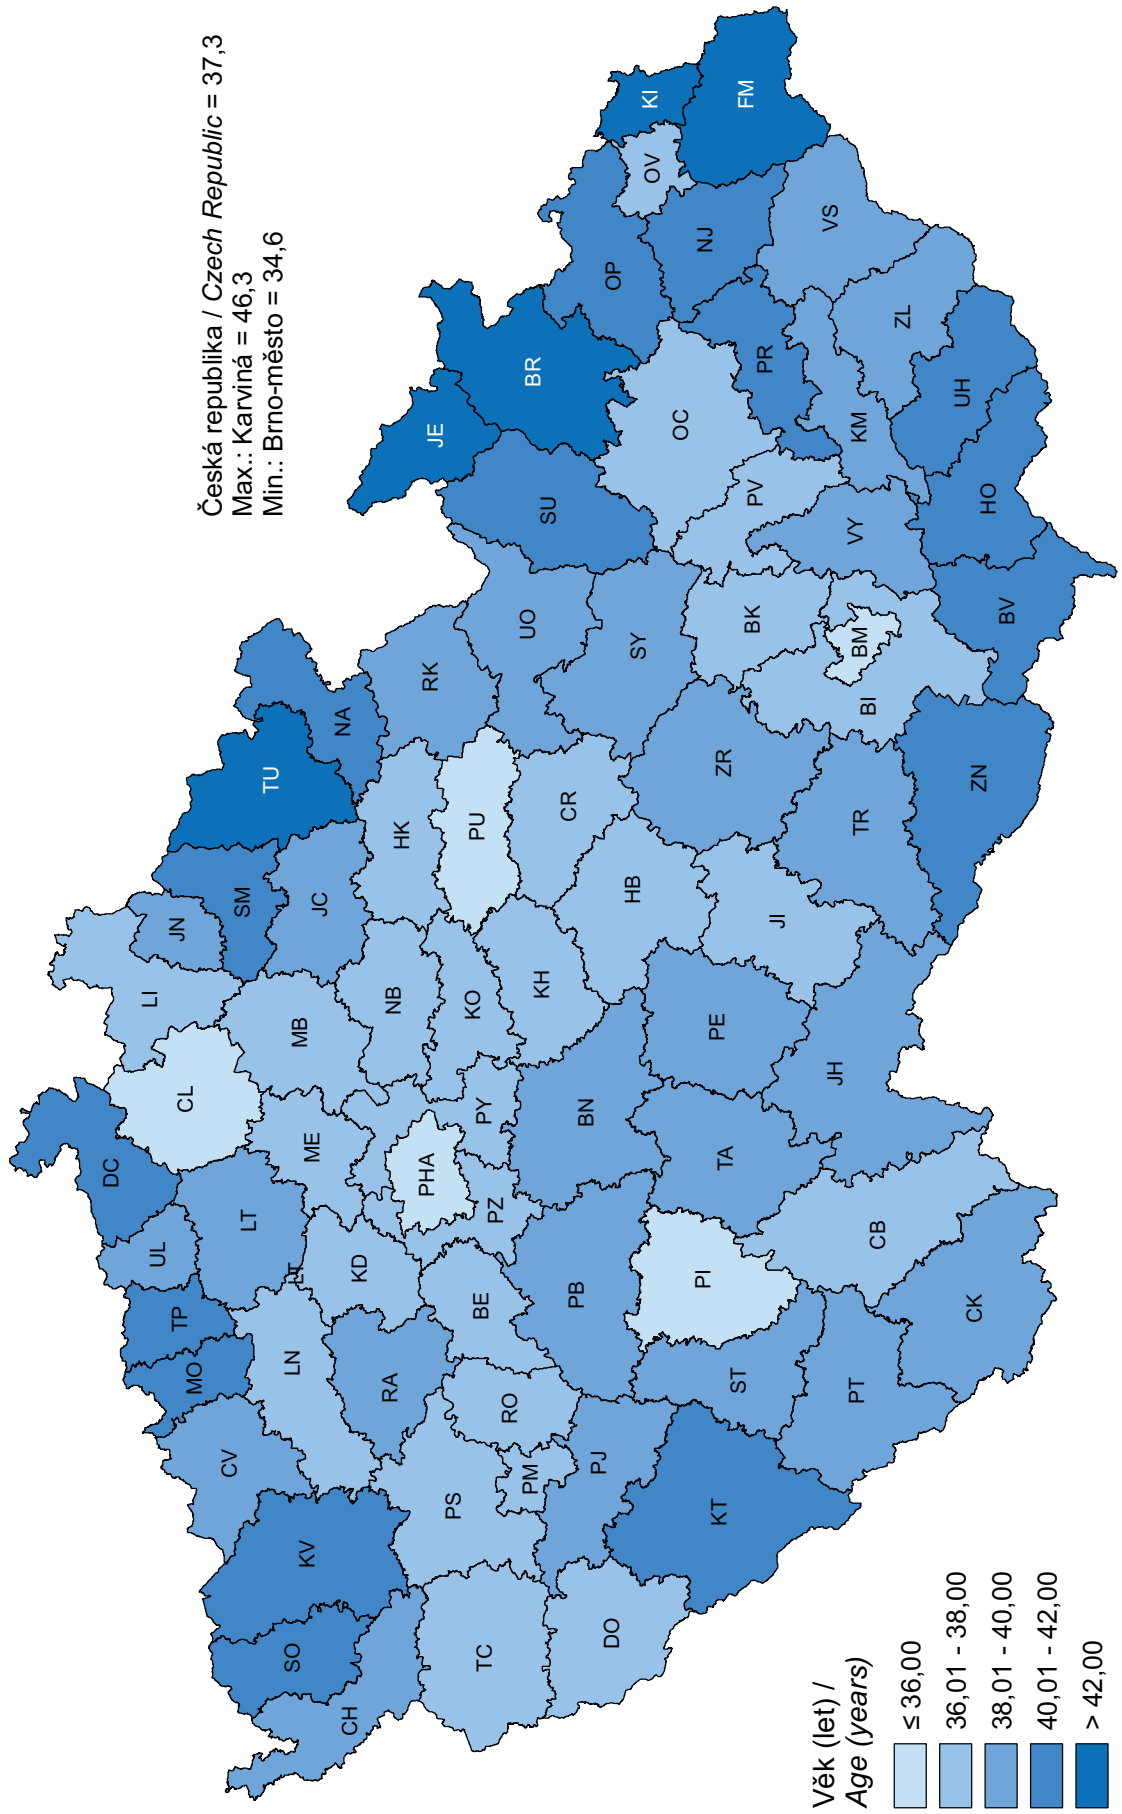 Česká republika / Czech Republic = 37,3
Max.: Karviná = 46,3
Min.: Brno-město = 34,6
DC
LI
JN
CL
UL
TP
SM
TU
MO
LT
MB
JC
NA
CV
LT
ME
LN
KD
NB
HK
RK
JE
SO
KV
RA
PHA
KO
PU
UO
SU
BR
CH
PS
BE
PZ
PY
KH
CR
SY
OP
KI
TC
RO
PM
PB
BN
HB
OC
OV
DO
PJ
PI
TA
PE
ZR
BK
PV
PR
NJ
FM
KT
ST
JI
JH
TR
BI
BM
VY
KM
VS
PT
CB
ZL
CK
ZN
BV
HO
UH
Věk (let) /
Age (years)
≤ 36,00
36,01 - 38,00
38,01 - 40,00
40,01 - 42,00
> 42,00